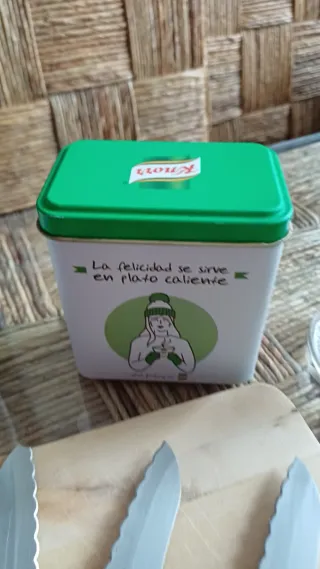 Knorr
La felicidad se sirve
en plato caliente